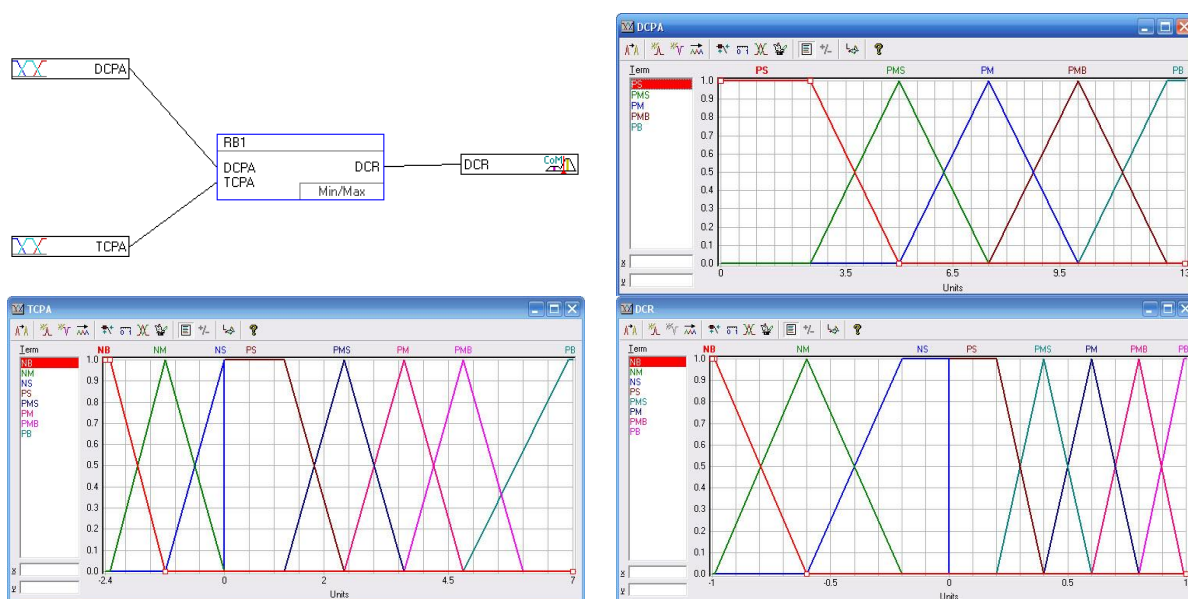 DCPA
TCPA
RB1
DCPA
TCPA
DCR
Min/Max
DCR
CoM
DCPA
Term
PS
PMS
PM
PMB
PB
PS PMS PM PMB PB
1.0
0.9
0.8
0.7
0.6
0.5
0.4
0.3
0.2
0.1
0.0
0 3.5 6.5 9.5 13
Units
x
y
TCPA
Term
NB
NM
NS
PS
PMS
PM
PMB
PB
NB NM NS PS PMS PM PMB PB
1.0
0.9
0.8
0.7
0.6
0.5
0.4
0.3
0.2
0.1
0.0
-2.4 0 2 4.5 7
Units
x
y
DCR
Term
NB
NM
NS
PS
PMS
PM
PMB
PB
NB NM NS PS PMS PM PMB PB
1.0
0.9
0.8
0.7
0.6
0.5
0.4
0.3
0.2
0.1
0.0
-1 -0.5 0 0.5 1
Units
x
y